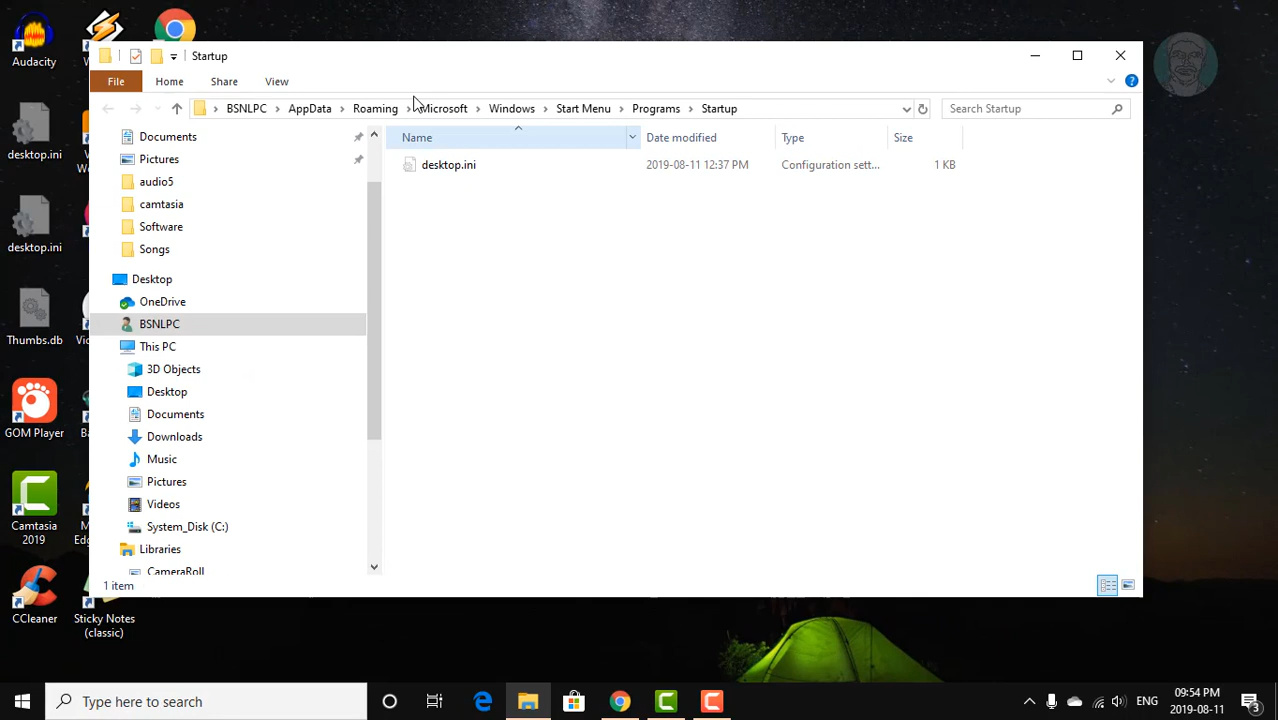 Audacity
desktop.ini
desktop.ini
Thumbs.db
GOM Player
Camtasia
2019
CCleaner
Sticky Notes
(classic)
Startup
File
Home
Share
View
BSNLPC
AppData
Roaming
Microsoft
Windows
Start Menu
Programs
Startup
Search Startup
Documents
Pictures
audio5
camtasia
Software
Songs
Desktop
OneDrive
BSNLPC
This PC
3D Objects
Desktop
Documents
Downloads
Music
Pictures
Videos
System_Disk (C:)
Libraries
CameraRoll
Name
Date modified
Type
Size
desktop.ini
2019-08-11 12:37 PM
Configuration sett...
1 KB
1 item
Type here to search
ENG
09:54 PM
2019-08-11
3